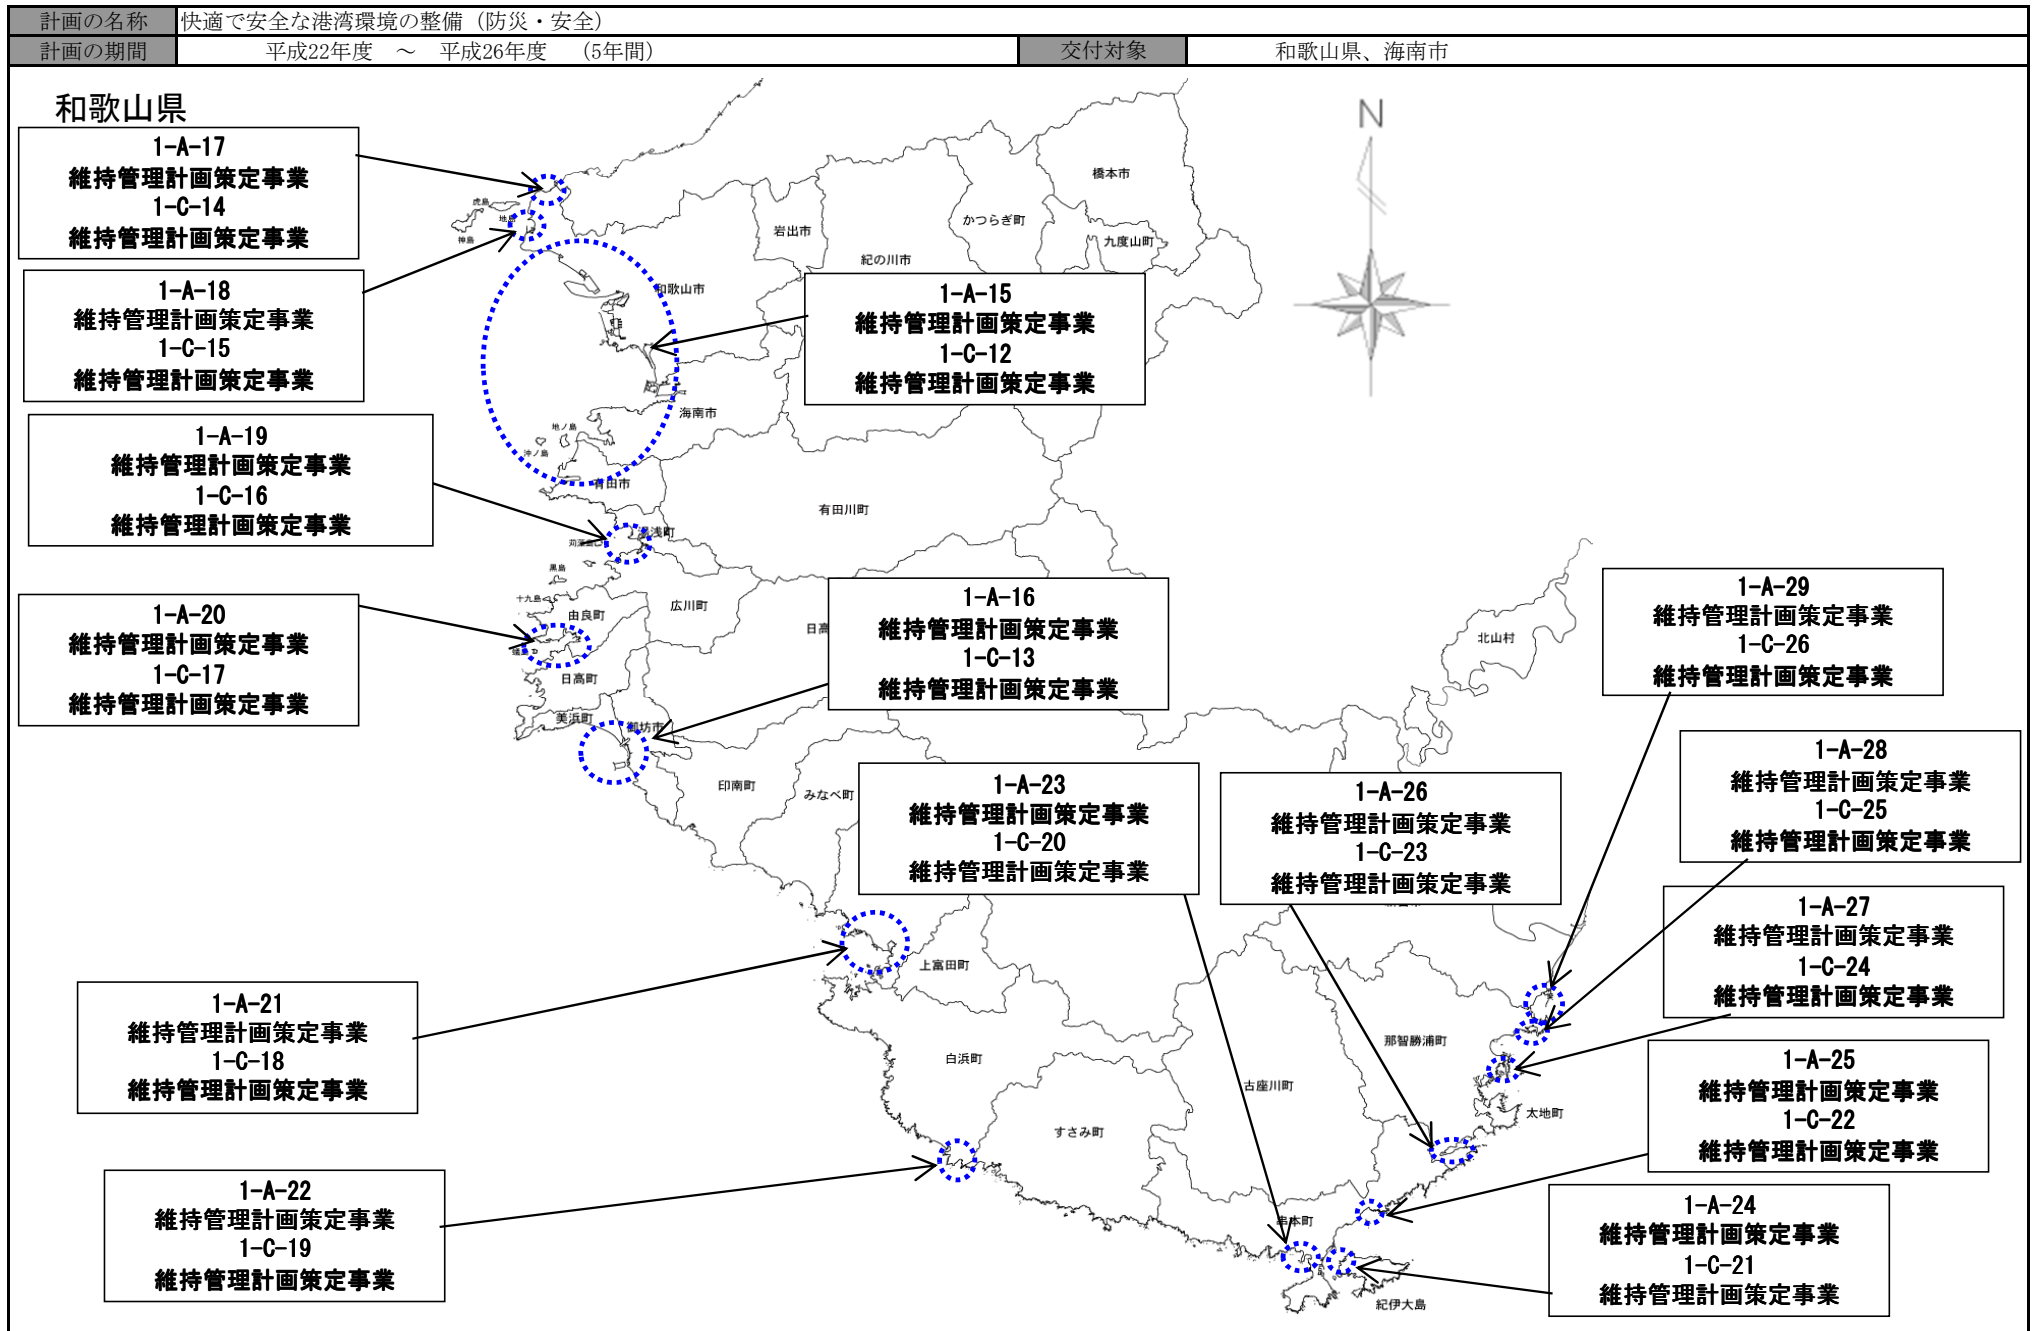 計画の名称
快適で安全な港湾環境の整備（防災・安全）
計画の期間
平成22年度　～　平成26年度　（5年間）
交付対象
和歌山県、海南市
和歌山県
N
1-A-17
維持管理計画策定事業
1-C-14
維持管理計画策定事業
1-A-18
維持管理計画策定事業
1-C-15
維持管理計画策定事業
1-A-15
維持管理計画策定事業
1-C-12
維持管理計画策定事業
1-A-19
維持管理計画策定事業
1-C-16
維持管理計画策定事業
1-A-20
維持管理計画策定事業
1-C-17
維持管理計画策定事業
1-A-16
維持管理計画策定事業
1-C-13
維持管理計画策定事業
1-A-29
維持管理計画策定事業
1-C-26
維持管理計画策定事業
1-A-28
維持管理計画策定事業
1-C-25
維持管理計画策定事業
1-A-23
維持管理計画策定事業
1-C-20
維持管理計画策定事業
1-A-26
維持管理計画策定事業
1-C-23
維持管理計画策定事業
1-A-27
維持管理計画策定事業
1-C-24
維持管理計画策定事業
1-A-21
維持管理計画策定事業
1-C-18
維持管理計画策定事業
1-A-25
維持管理計画策定事業
1-C-22
維持管理計画策定事業
1-A-22
維持管理計画策定事業
1-C-19
維持管理計画策定事業
1-A-24
維持管理計画策定事業
1-C-21
維持管理計画策定事業
橋本市
かつらぎ町
九度山町
岩出市
紀の川市
和歌山市
虎島
地島
神島
海南市
地ノ島
沖ノ島
有田市
有田川町
湯浅町
黒島
十九島
広川町
由良町
日高町
美浜町
御坊市
印南町
みなべ町
北山村
上富田町
白浜町
すさみ町
古座川町
那智勝浦町
太地町
串本町
紀伊大島